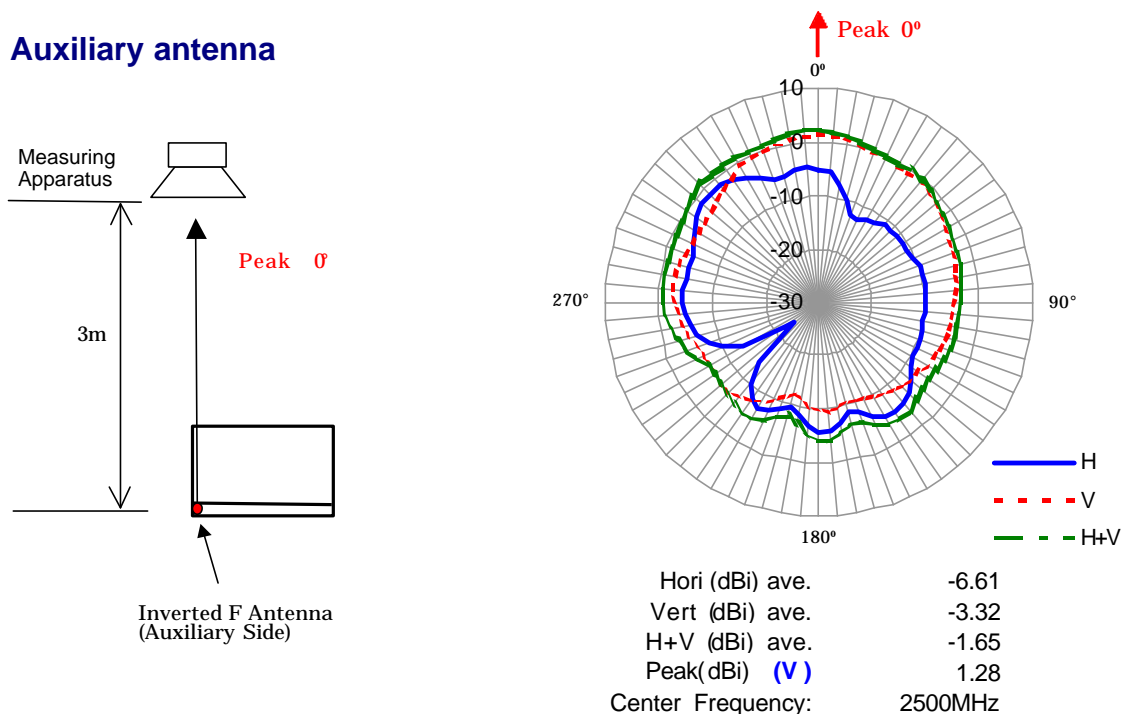 Auxiliary antenna
Measuring
Apparatus
Peak 0°
3m
Inverted F Antenna
(Auxiliary Side)
Peak 0°
0°
10
0
-10
-20
-30
270°
90°
180°
H
V
H+V
Hori (dBi) ave. -6.61
Vert (dBi) ave. -3.32
H+V (dBi) ave. -1.65
Peak(dBi) (V) 1.28
Center Frequency: 2500MHz